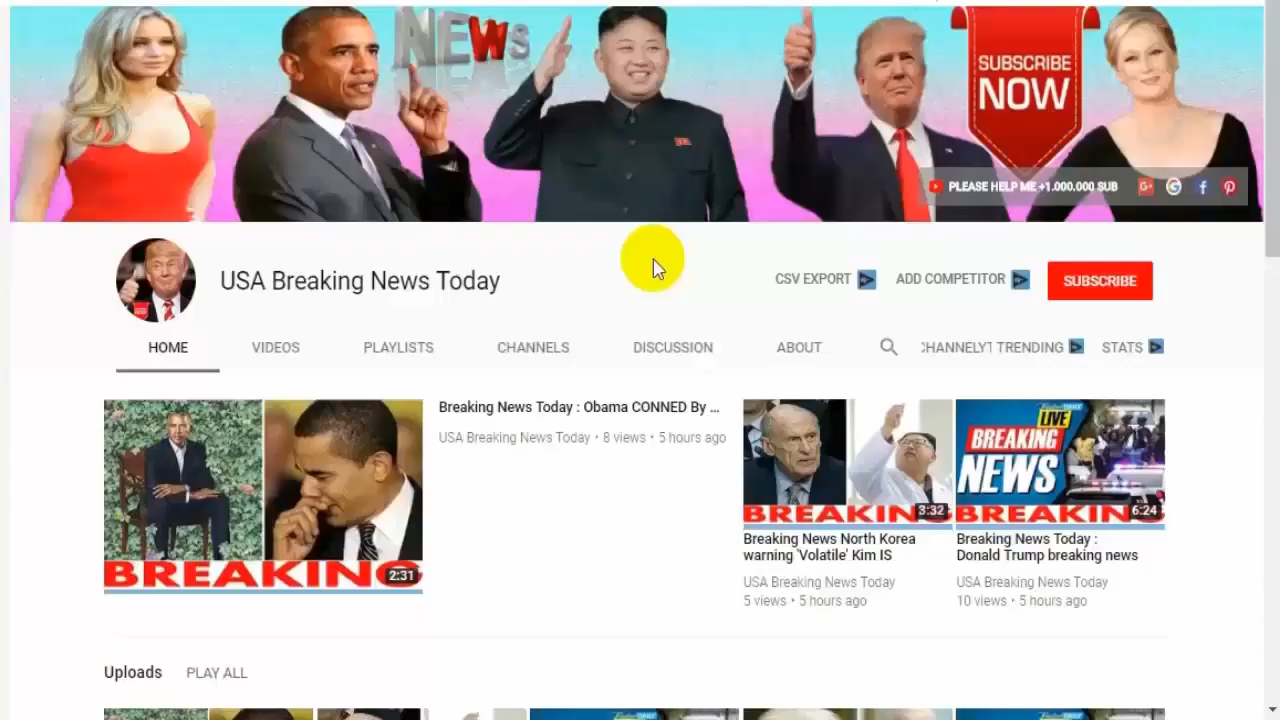 NEWS
SUBSCRIBE
NOW
PLEASE HELP ME +1.000.000 SUB
USA Breaking News Today
CSV EXPORT
ADD COMPETITOR
SUBSCRIBE
HOME
VIDEOS
PLAYLISTS
CHANNELS
DISCUSSION
ABOUT
CHANNELYT TRENDING
STATS
BREAKING
2:31
Breaking News Today : Obama CONNED By ...
USA Breaking News Today • 8 views • 5 hours ago
BREAKIN
3:32
Breaking News North Korea
warning 'Volatile' Kim IS
USA Breaking News Today
5 views • 5 hours ago
LIVE
BREAKING
NEWS
BREAKIN
6:24
Breaking News Today :
Donald Trump breaking news
USA Breaking News Today
10 views • 5 hours ago
Uploads
PLAY ALL